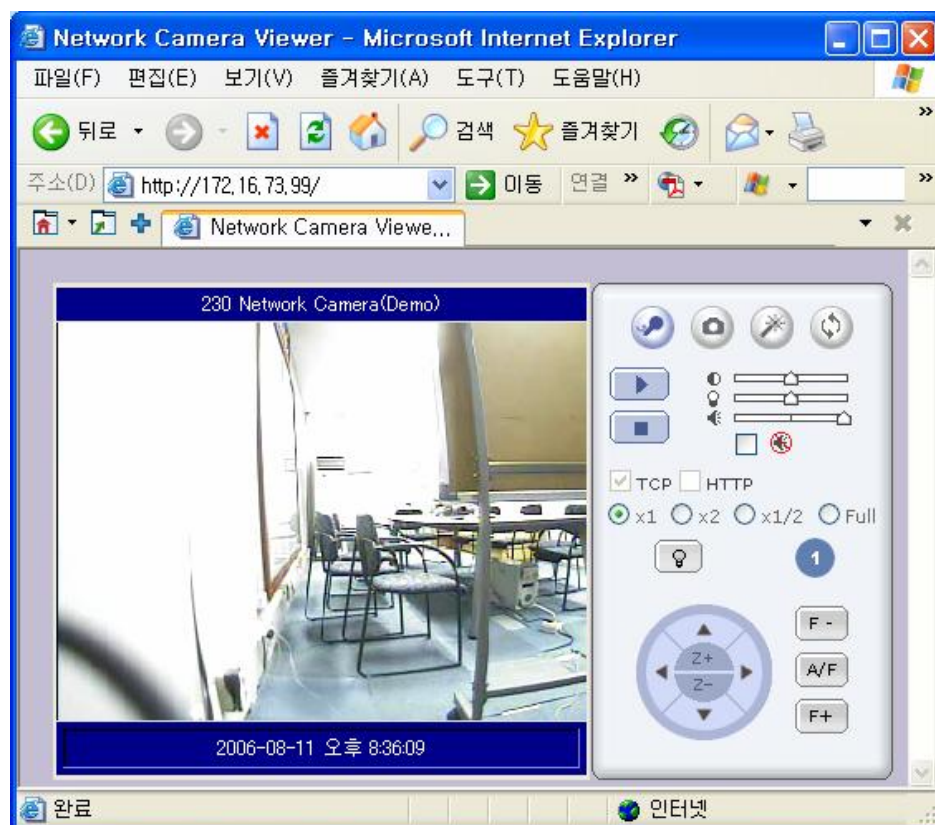 Network Camera Viewer - Microsoft Internet Explorer
파일(F) 편집(E) 보기(V) 즐겨찾기(A) 도구(T) 도움말(H)
뒤로 검색 즐겨찾기 »
주소(D) http://172.16.73.99/ 이동 연결 » »
Network Camera Viewe...
230 Network Camera(Demo)
TCP HTTP
x1 x2 x1/2 Full
1
F -
Z+
A/F
Z-
F+
2006-08-11 오후 8:36:09
완료 인터넷